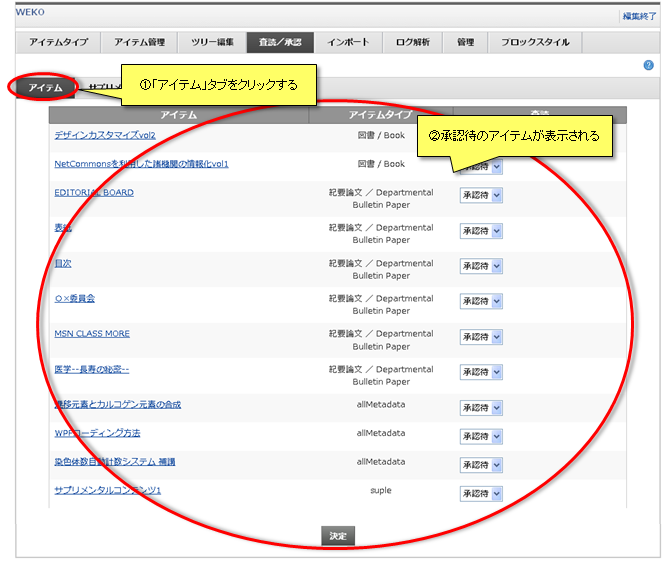 WEKO
編集終了
アイテムタイプ アイテム管理 ツリー編集 査読/承認 インポート ログ解析 管理 ブロックスタイル
アイテム
①「アイテム」タブをクリックする
アイテム アイテムタイプ 査読
②承認待のアイテムが表示される
デザインカスタマイズvol2 図書 / Book
NetCommonsを利用した諸機関の情報化vol1 図書 / Book 承認待
EDITORIAL BOARD 紀要論文 / Departmental Bulletin Paper 承認待
表紙 紀要論文 / Departmental Bulletin Paper 承認待
目次 紀要論文 / Departmental Bulletin Paper 承認待
○×委員会 紀要論文 / Departmental Bulletin Paper 承認待
MSN CLASS MORE 紀要論文 / Departmental Bulletin Paper 承認待
医学--長寿の秘密-- 紀要論文 / Departmental Bulletin Paper 承認待
遷移元素とカルコゲン元素の合成 allMetadata 承認待
WPFコーディング方法 allMetadata 承認待
染色体数自動計数システム 補講 allMetadata 承認待
サプリメンタルコンテンツ1 suple 承認待
決定